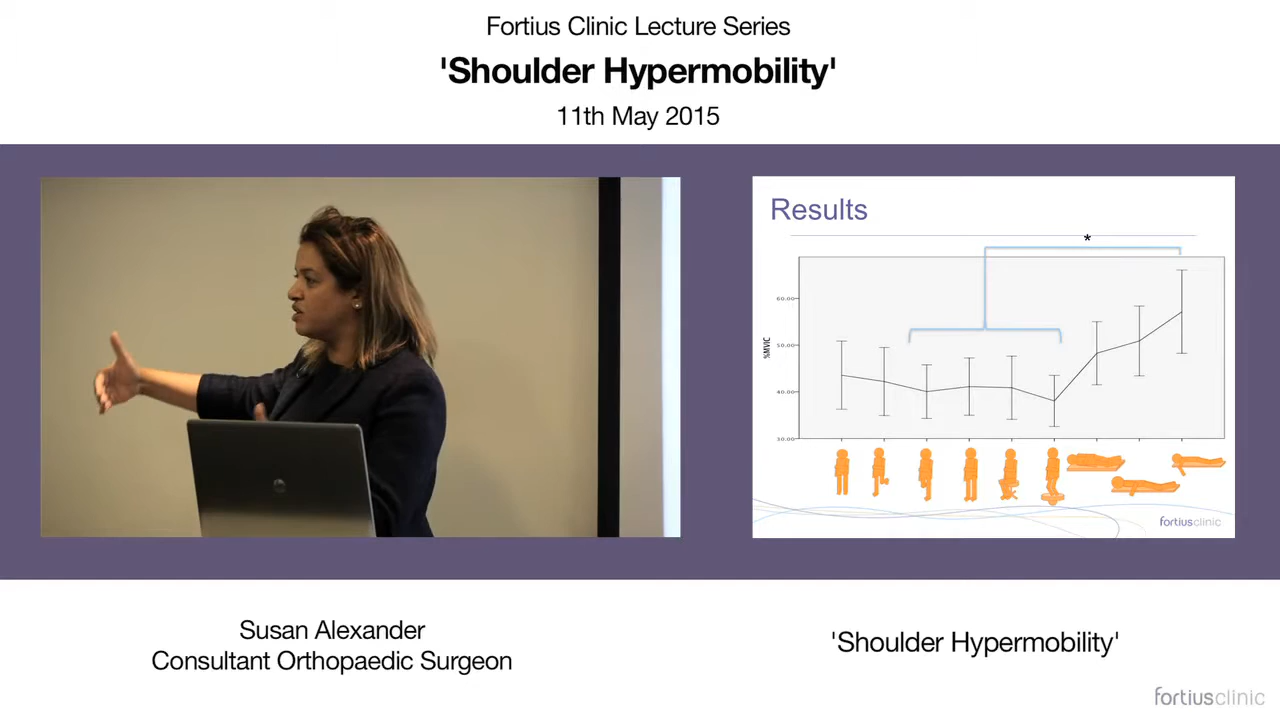 Fortius Clinic Lecture Series
'Shoulder Hypermobility'
11th May 2015
Results
*
%MVIC
60.00
50.00
40.00
30.00
fortiusclinic
Susan Alexander
Consultant Orthopaedic Surgeon
'Shoulder Hypermobility'
fortiusclinic